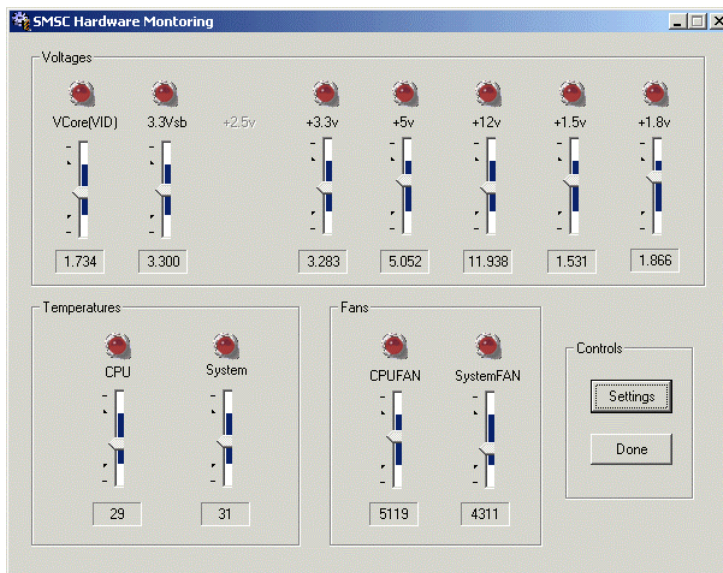 SMSC Hardware Montoring
Voltages
VCore(VID) 3.3Vsb +2.5v +3.3v +5v +12v +1.5v +1.8v
1.734 3.300 3.283 5.052 11.938 1.531 1.866
Temperatures
CPU System
29 31
Fans
CPUFAN SystemFAN
5119 4311
Controls
Settings
Done